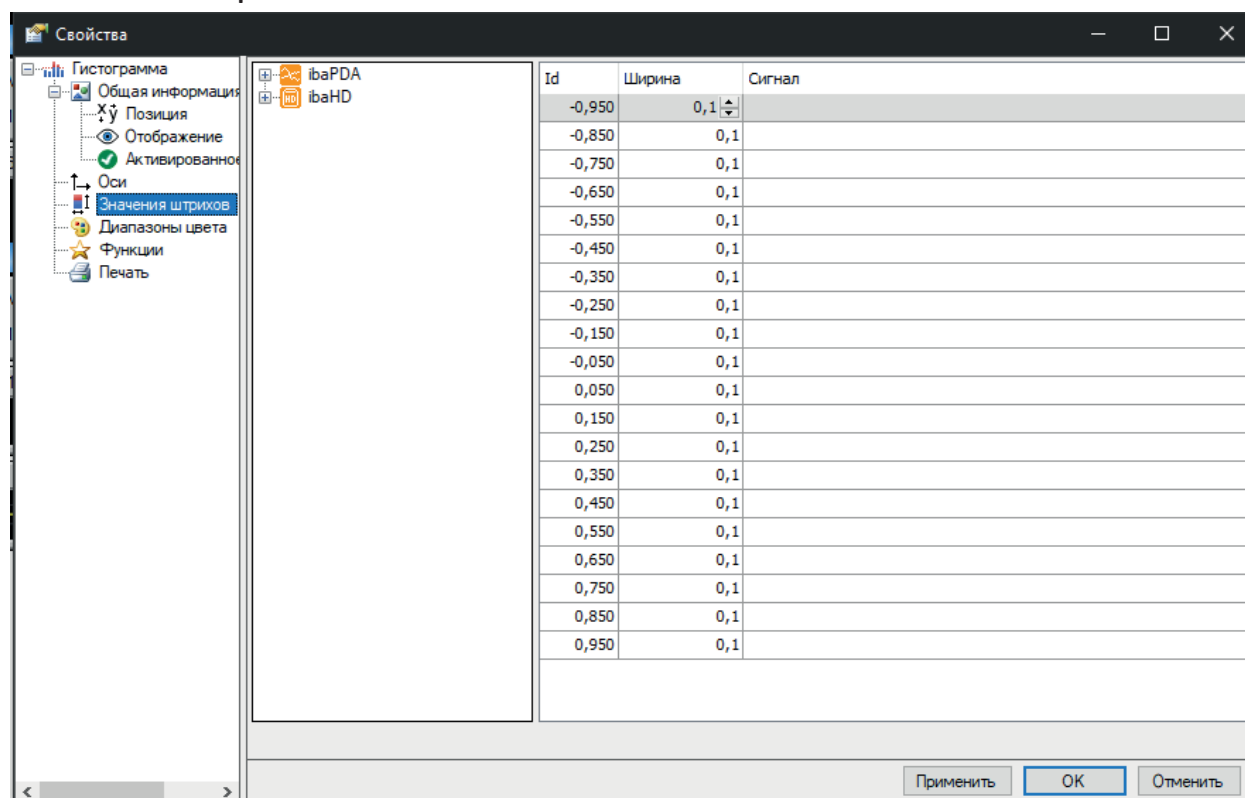 Свойства
Гистограмма
Общая информация
Позиция
Отображение
Активированное
Оси
Значения штрихов
Диапазоны цвета
Функции
Печать
ibaPDA
ibaHD
Id Ширина Сигнал
-0,950 0,1
-0,850 0,1
-0,750 0,1
-0,650 0,1
-0,550 0,1
-0,450 0,1
-0,350 0,1
-0,250 0,1
-0,150 0,1
-0,050 0,1
0,050 0,1
0,150 0,1
0,250 0,1
0,350 0,1
0,450 0,1
0,550 0,1
0,650 0,1
0,750 0,1
0,850 0,1
0,950 0,1
Применить OK Отменить